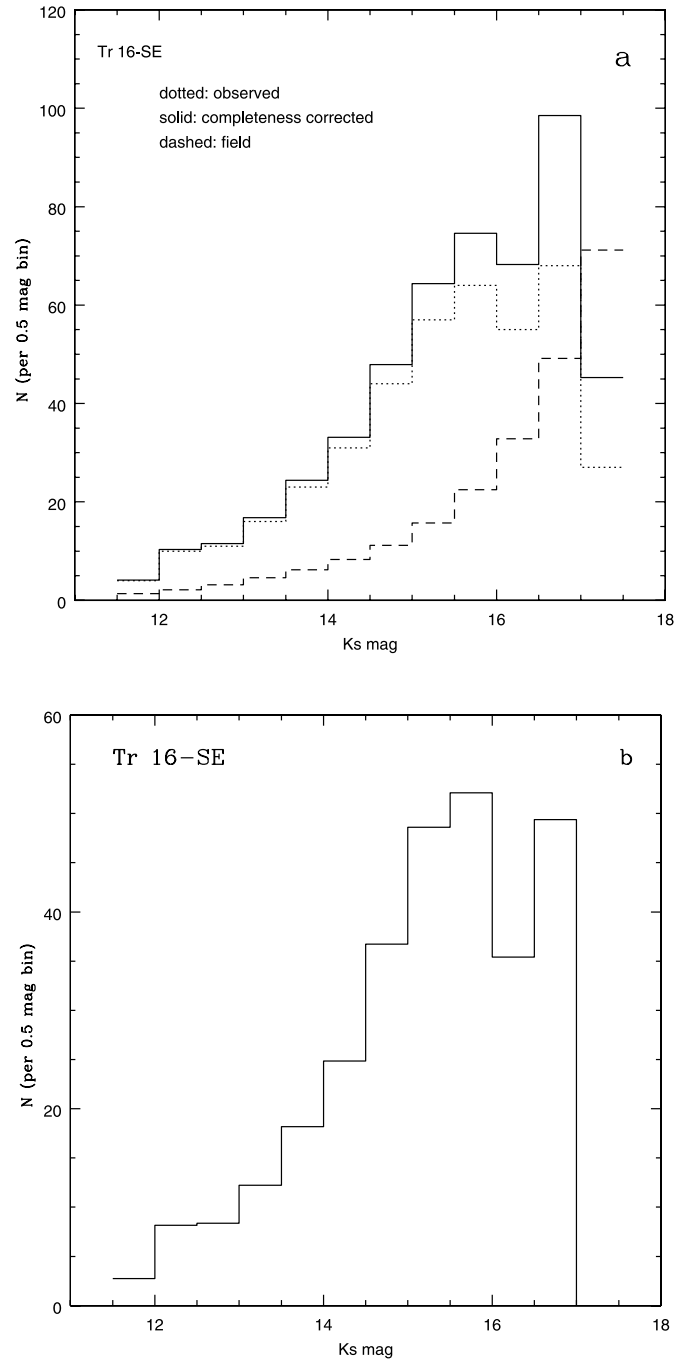 120
Tr 16-SE
a
dotted: observed
100
solid: completeness corrected
dashed: field
80
N (per 0.5 mag bin)
60
40
20
0
12
14
16
18
Ks mag
60
Tr 16-SE
b
40
N (per 0.5 mag bin)
20
0
12
14
16
18
Ks mag